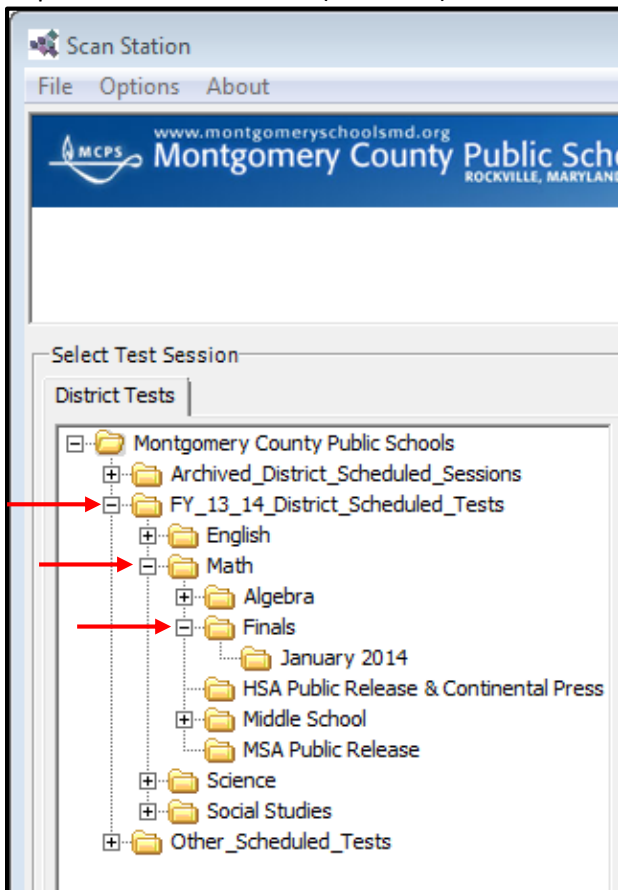 Scan Station
File Options About
www.montgomeryschoolsmd.org
MCPS Montgomery County Public Sch
ROCKVILLE, MARYLAND
Select Test Session
District Tests
Montgomery County Public Schools
Archived_District_Scheduled_Sessions
FY_13_14_District_Scheduled_Tests
English
Math
Algebra
Finals
January 2014
HSA Public Release & Continental Press
Middle School
MSA Public Release
Science
Social Studies
Other_Scheduled_Tests